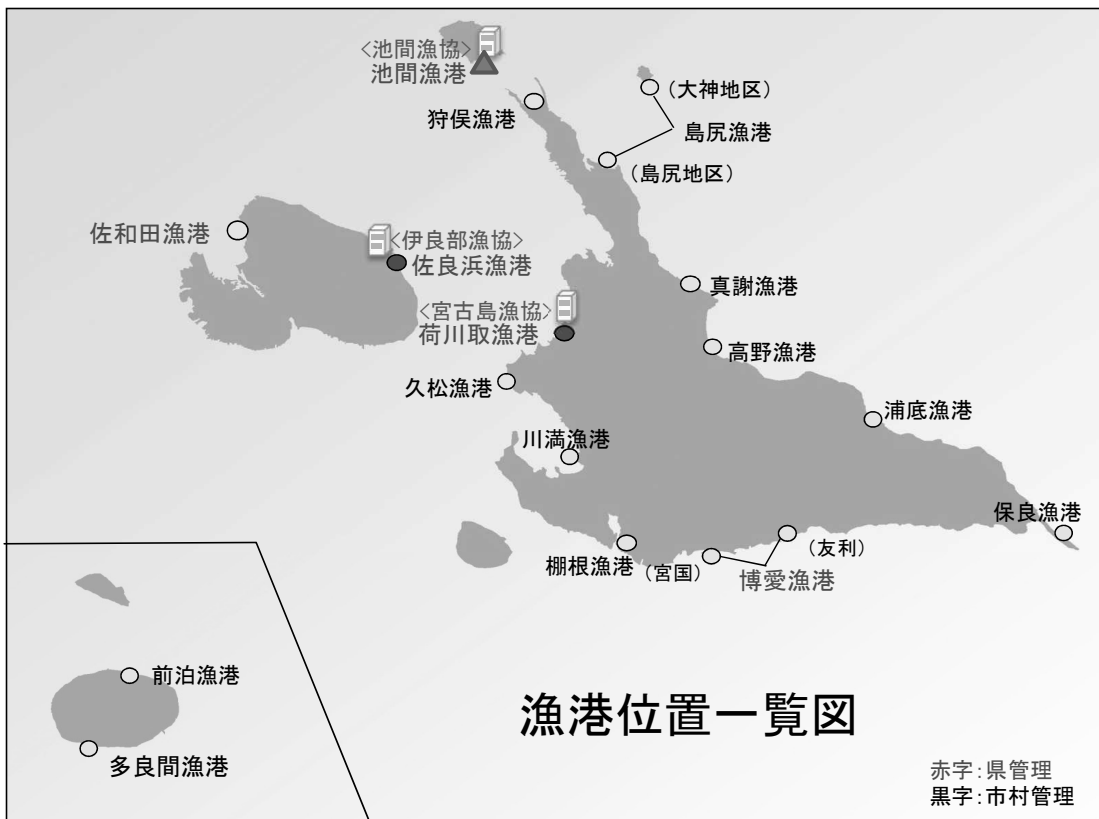 <池間漁協>
池間漁港
狩俣漁港
(大神地区)
島尻漁港
(島尻地区)
佐和田漁港
<伊良部漁協>
佐良浜漁港
真謝漁港
<宮古島漁協>
荷川取漁港
高野漁港
久松漁港
浦底漁港
川満漁港
保良漁港
棚根漁港
(宮国)
(友利)
博愛漁港
前泊漁港
多良間漁港
漁港位置一覧図
赤字:県管理
黒字:市村管理